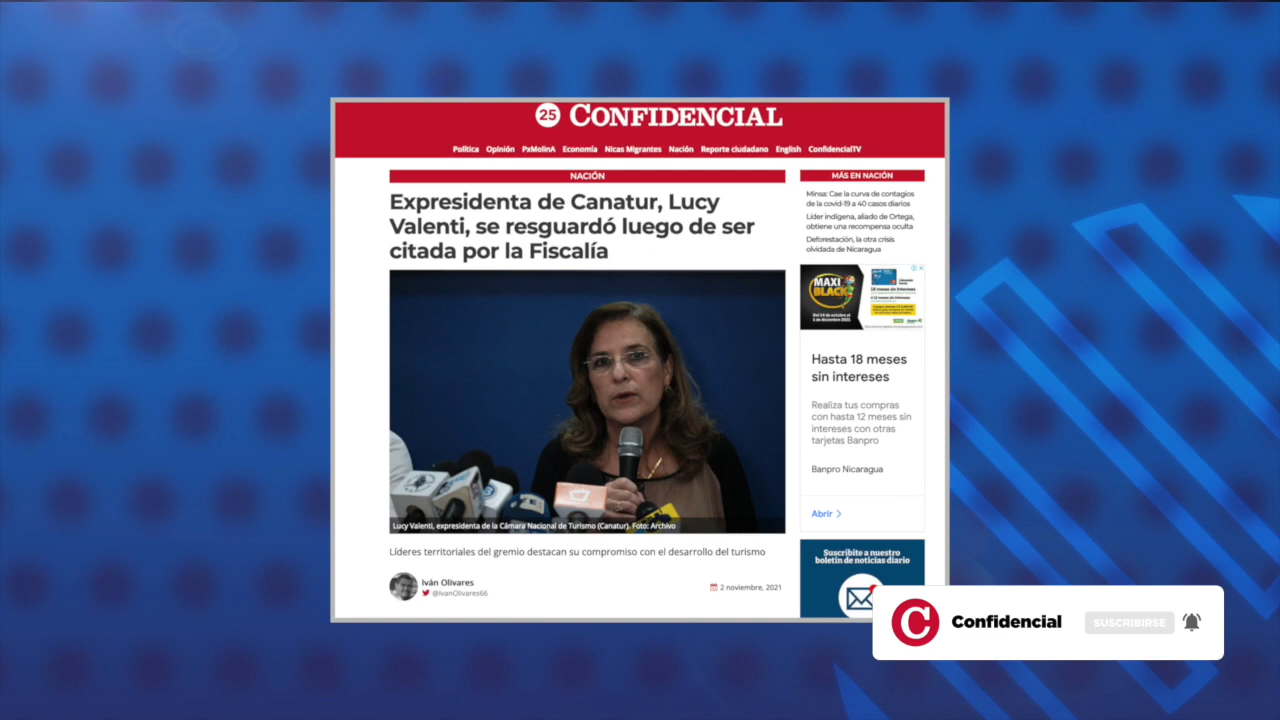 25 CONFIDENCIAL
Política Opinión PxMolinA Economía Nicas Migrantes Nación Reporte ciudadano English ConfidencialTV
NACIÓN
Expresidenta de Canatur, Lucy
Valenti, se resguardó luego de ser
citada por la Fiscalía
Lucy Valenti, expresidenta de la Cámara Nacional de Turismo (Canatur). Foto: Archivo
Líderes territoriales del gremio destacan su compromiso con el desarrollo del turismo
Iván Olivares
@IvanOlivares66
2 noviembre, 2021
MÁS EN NACIÓN
Minsa: Cae la curva de contagios
de la covid-19 a 40 casos diarios
Líder indígena, aliado de Ortega,
obtiene una recompensa oculta
Deforestación, la otra crisis
olvidada de Nicaragua
MAXI
BLACK
18 meses sin intereses
Hasta 18 meses
sin intereses
Realiza tus compras
con hasta 12 meses sin
intereses con otras
tarjetas Banpro
Banpro Nicaragua
Abrir
Suscribite a nuestro
boletín de noticias diario
C Confidencial SUSCRIBIRSE